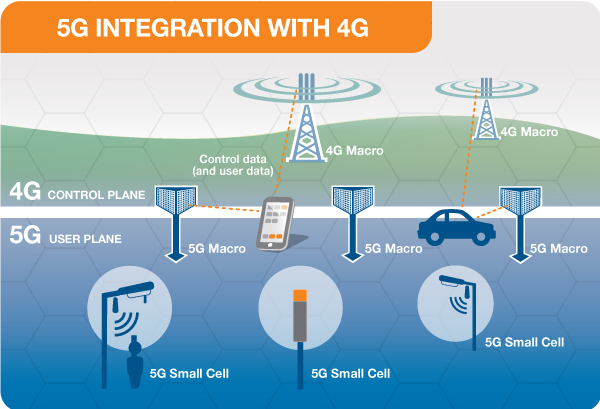 5G INTEGRATION WITH 4G
4G Macro
4G Macro
Control data
(and user data)
4G CONTROL PLANE
5G USER PLANE
5G Macro
5G Macro
5G Macro
5G Small Cell
5G Small Cell
5G Small Cell